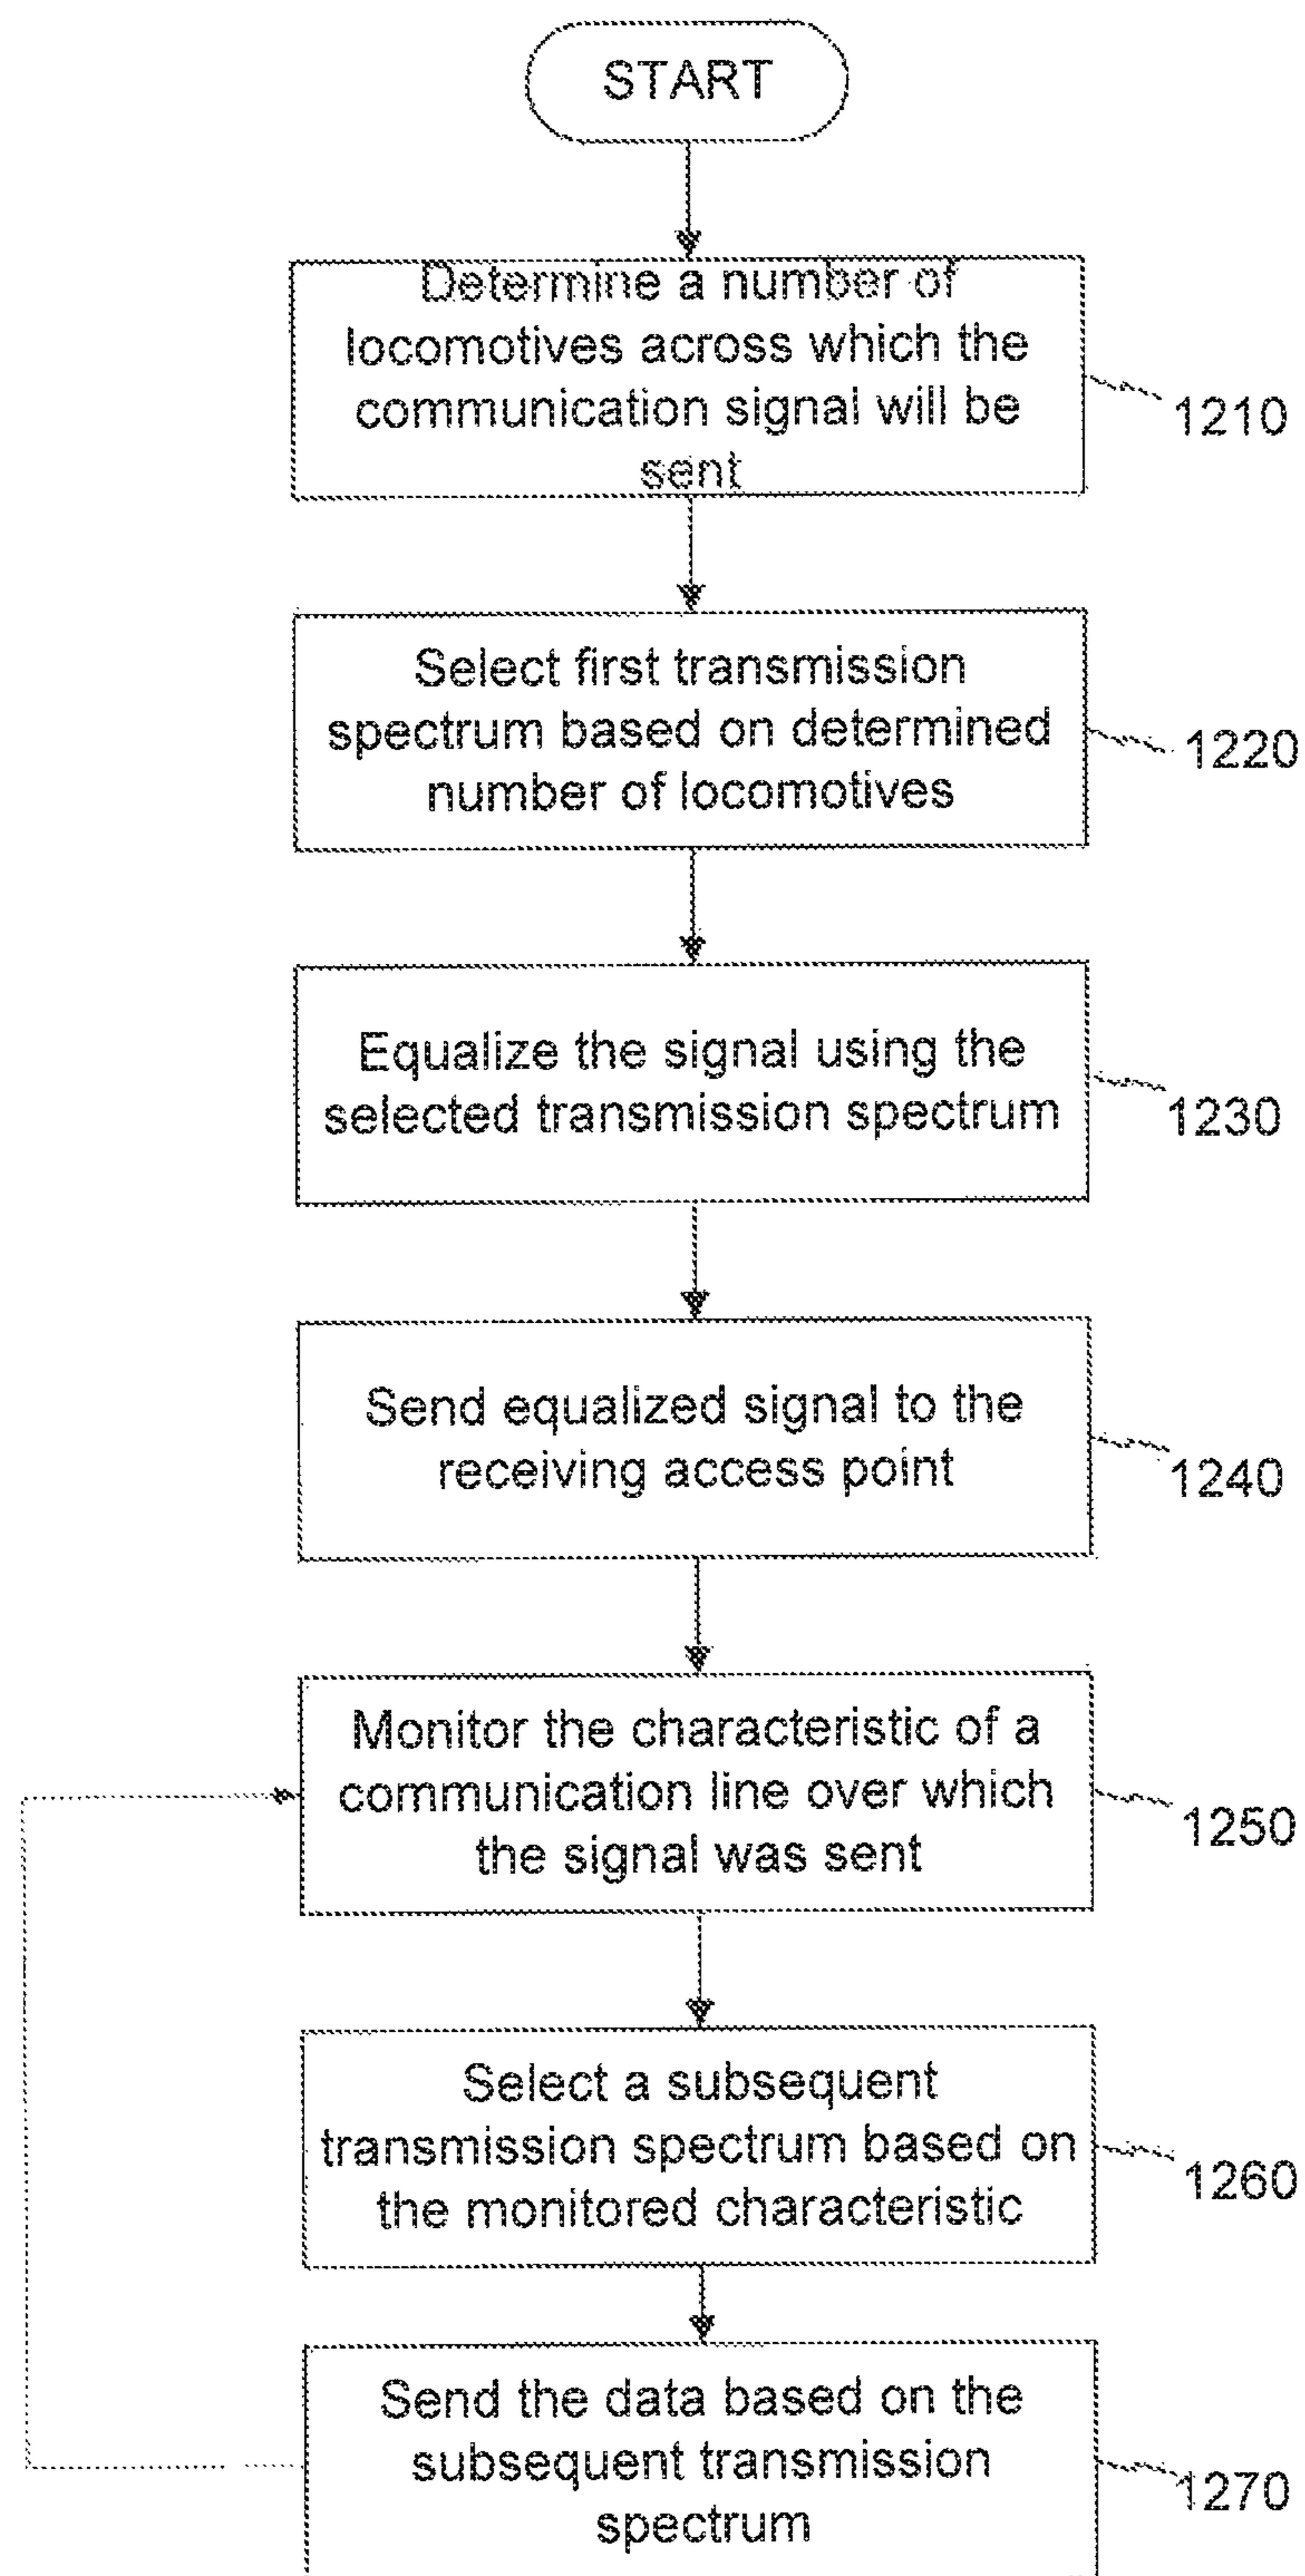 START
Determine a number of
locomotives across which the
communication signal will be
sent
1210
Select first transmission
spectrum based on determined
number of locomotives
1220
Equalize the signal using the
selected transmission spectrum
1230
Send equalized signal to the
receiving access point
1240
Monitor the characteristic of a
communication line over which
the signal was sent
1250
Select a subsequent
transmission spectrum based on
the monitored characteristic
1260
Send the data based on the
subsequent transmission
spectrum
1270